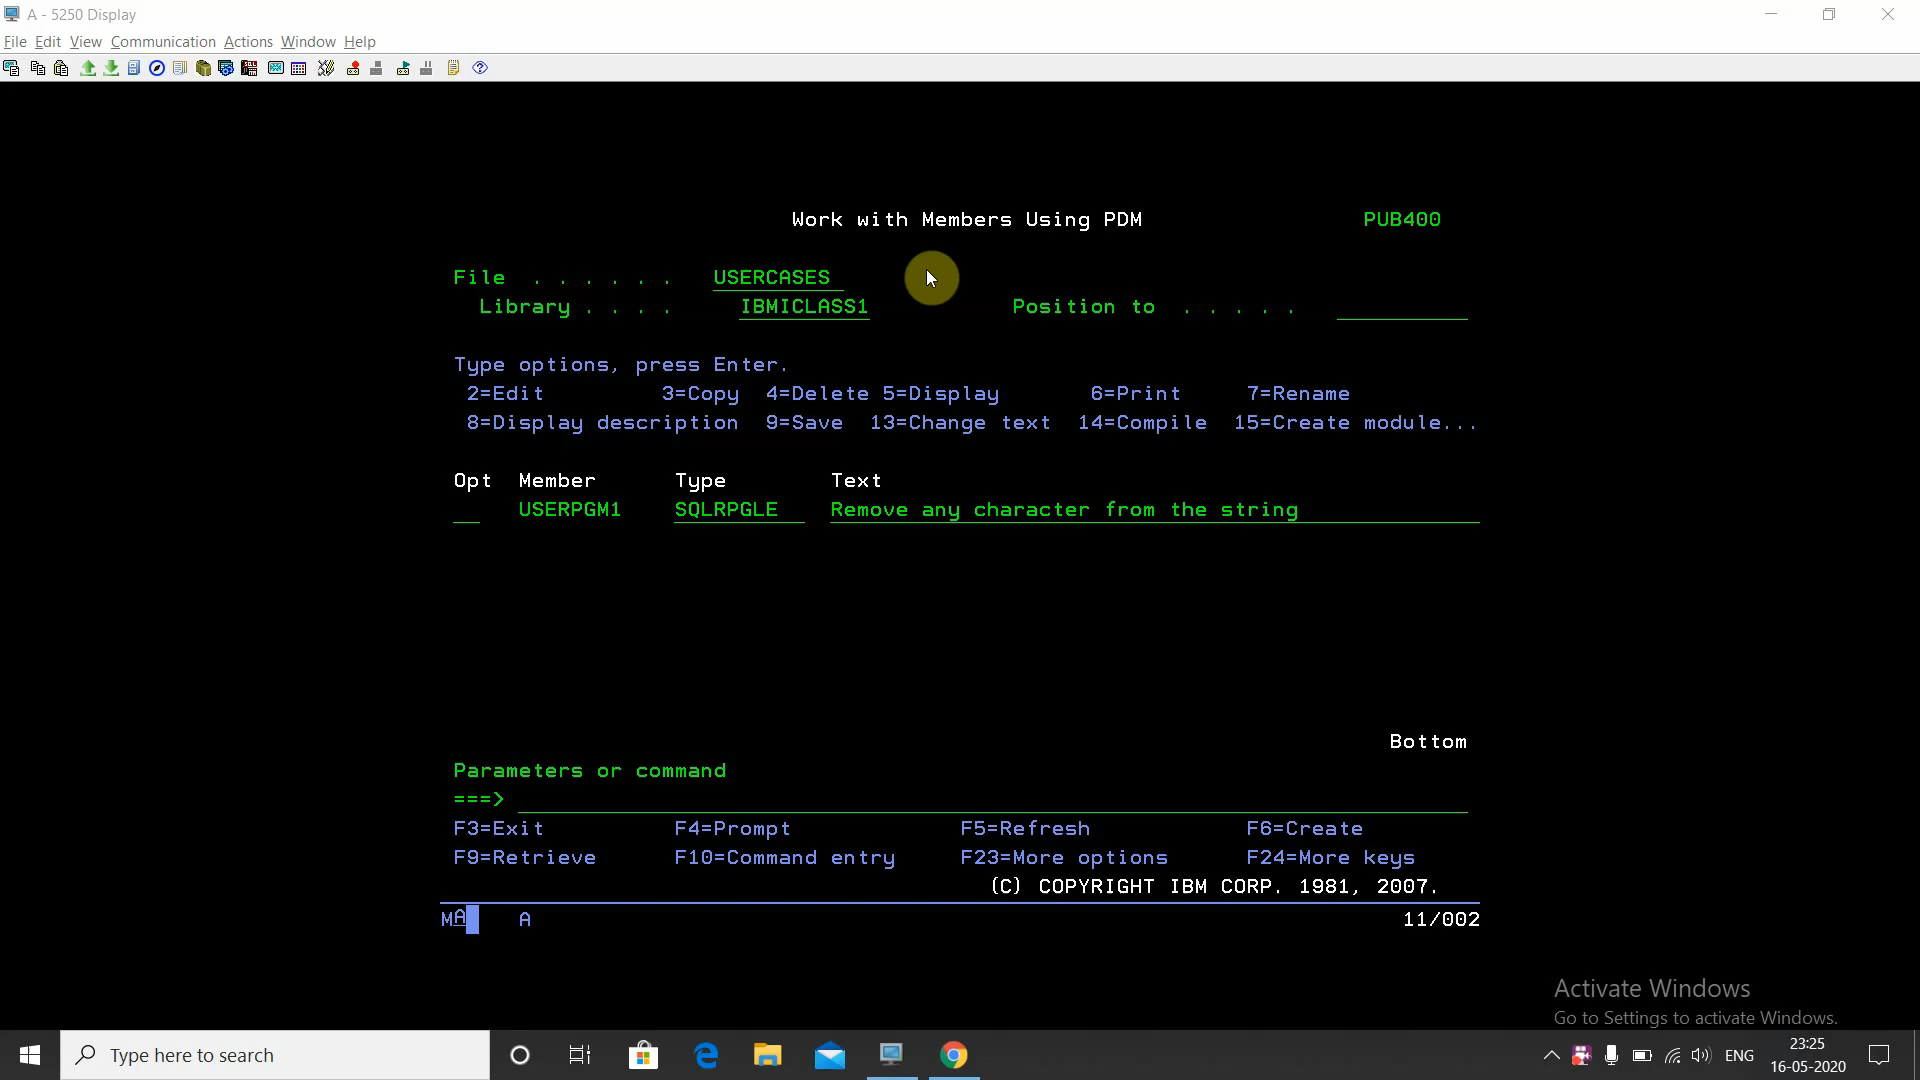 A - 5250 Display
File Edit View Communication Actions Window Help
Work with Members Using PDM PUB400
File . . . . . . USERCASES
Library . . . . IBMICLASS1 Position to . . . . .
Type options, press Enter.
2=Edit 3=Copy 4=Delete 5=Display 6=Print 7=Rename
8=Display description 9=Save 13=Change text 14=Compile 15=Create module...
Opt Member Type Text
USERPGM1 SQLRPGLE Remove any character from the string
Bottom
Parameters or command
===>
F3=Exit F4=Prompt F5=Refresh F6=Create
F9=Retrieve F10=Command entry F23=More options F24=More keys
(C) COPYRIGHT IBM CORP. 1981, 2007.
MA A 11/002
Activate Windows
Go to Settings to activate Windows.
Type here to search
ENG
23:25
16-05-2020